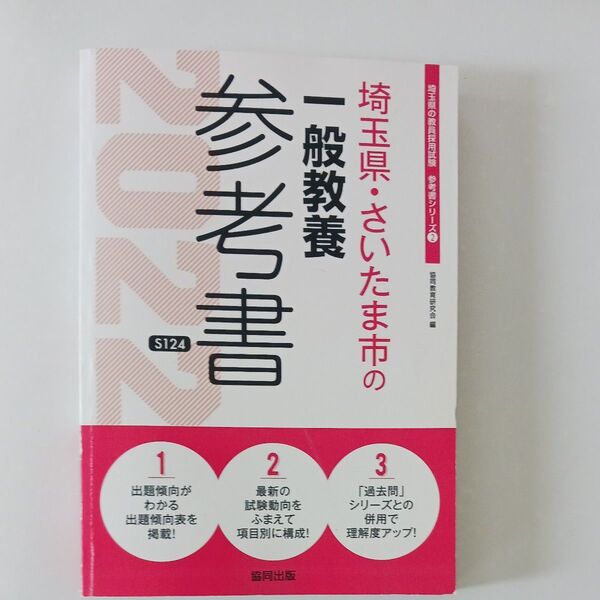 埼玉県の教員採用試験 参考書シリーズ2
協同教育研究会 編
埼玉県・さいたま市の
一般教養
参考書
2022
S124
1
出題傾向が
わかる
出題傾向表を
掲載!
2
最新の
試験動向を
ふまえて
項目別に構成!
3
「過去問」
シリーズとの
併用で
理解度アップ!
協同出版